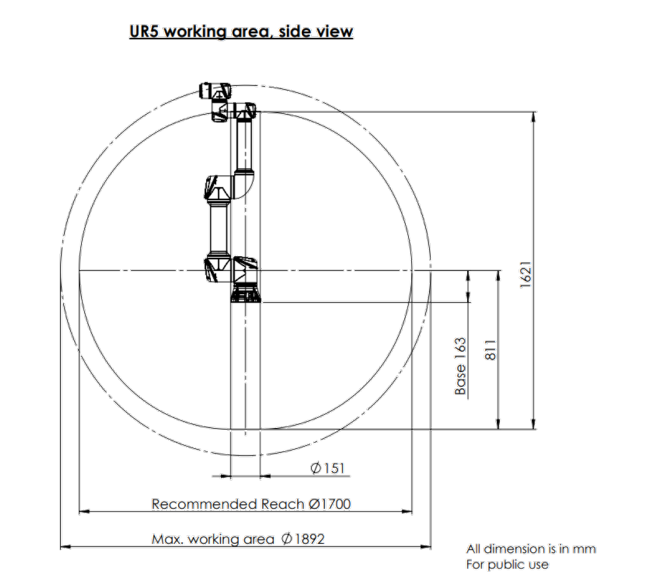 UR5 working area, side view
1621
Base 163
811
Ø151
Recommended Reach Ø1700
Max. working area Ø1892
All dimension is in mm
For public use